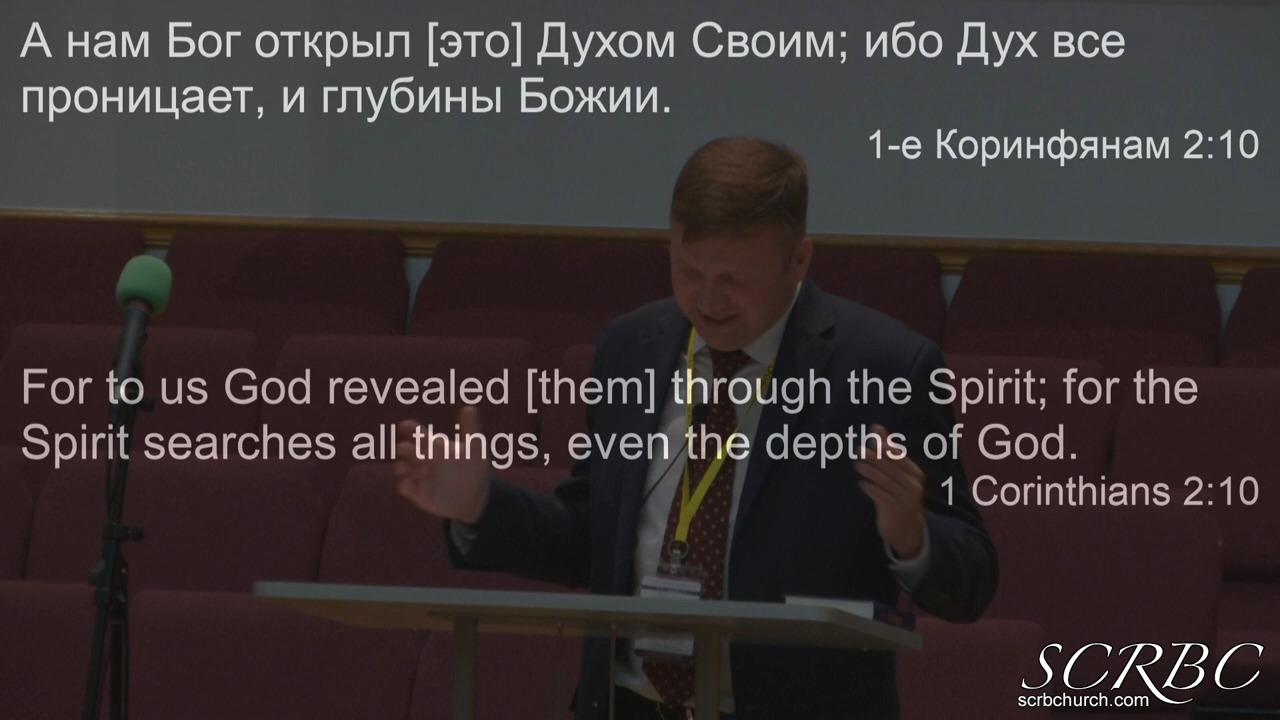 А нам Бог открыл [это] Духом Своим; ибо Дух все
проницает, и глубины Божии.
1-е Коринфянам 2:10
For to us God revealed [them] through the Spirit; for the
Spirit searches all things, even the depths of God.
1 Corinthians 2:10
SCRBC
scrbchurch.com